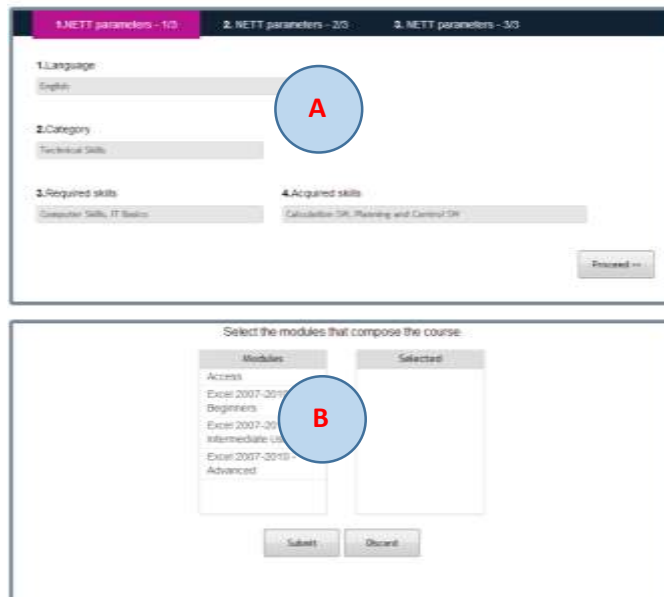 1.NETT parameters - 1/3 2. NETT parameters - 2/3 3. NETT parameters - 3/3
1.Language
English
A
2.Category
Technical Skills
3.Required skills 4.Acquired skills
Computer Skills, IT Basics Calculation SW, Planning and Control SW
Proceed
Select the modules that compose the course
Modules Selected
Access
Excel 2007-2010
Beginners
B
Excel 2007-2010
Intermediate
Excel 2007-2010 -
Advanced
Submit Discard